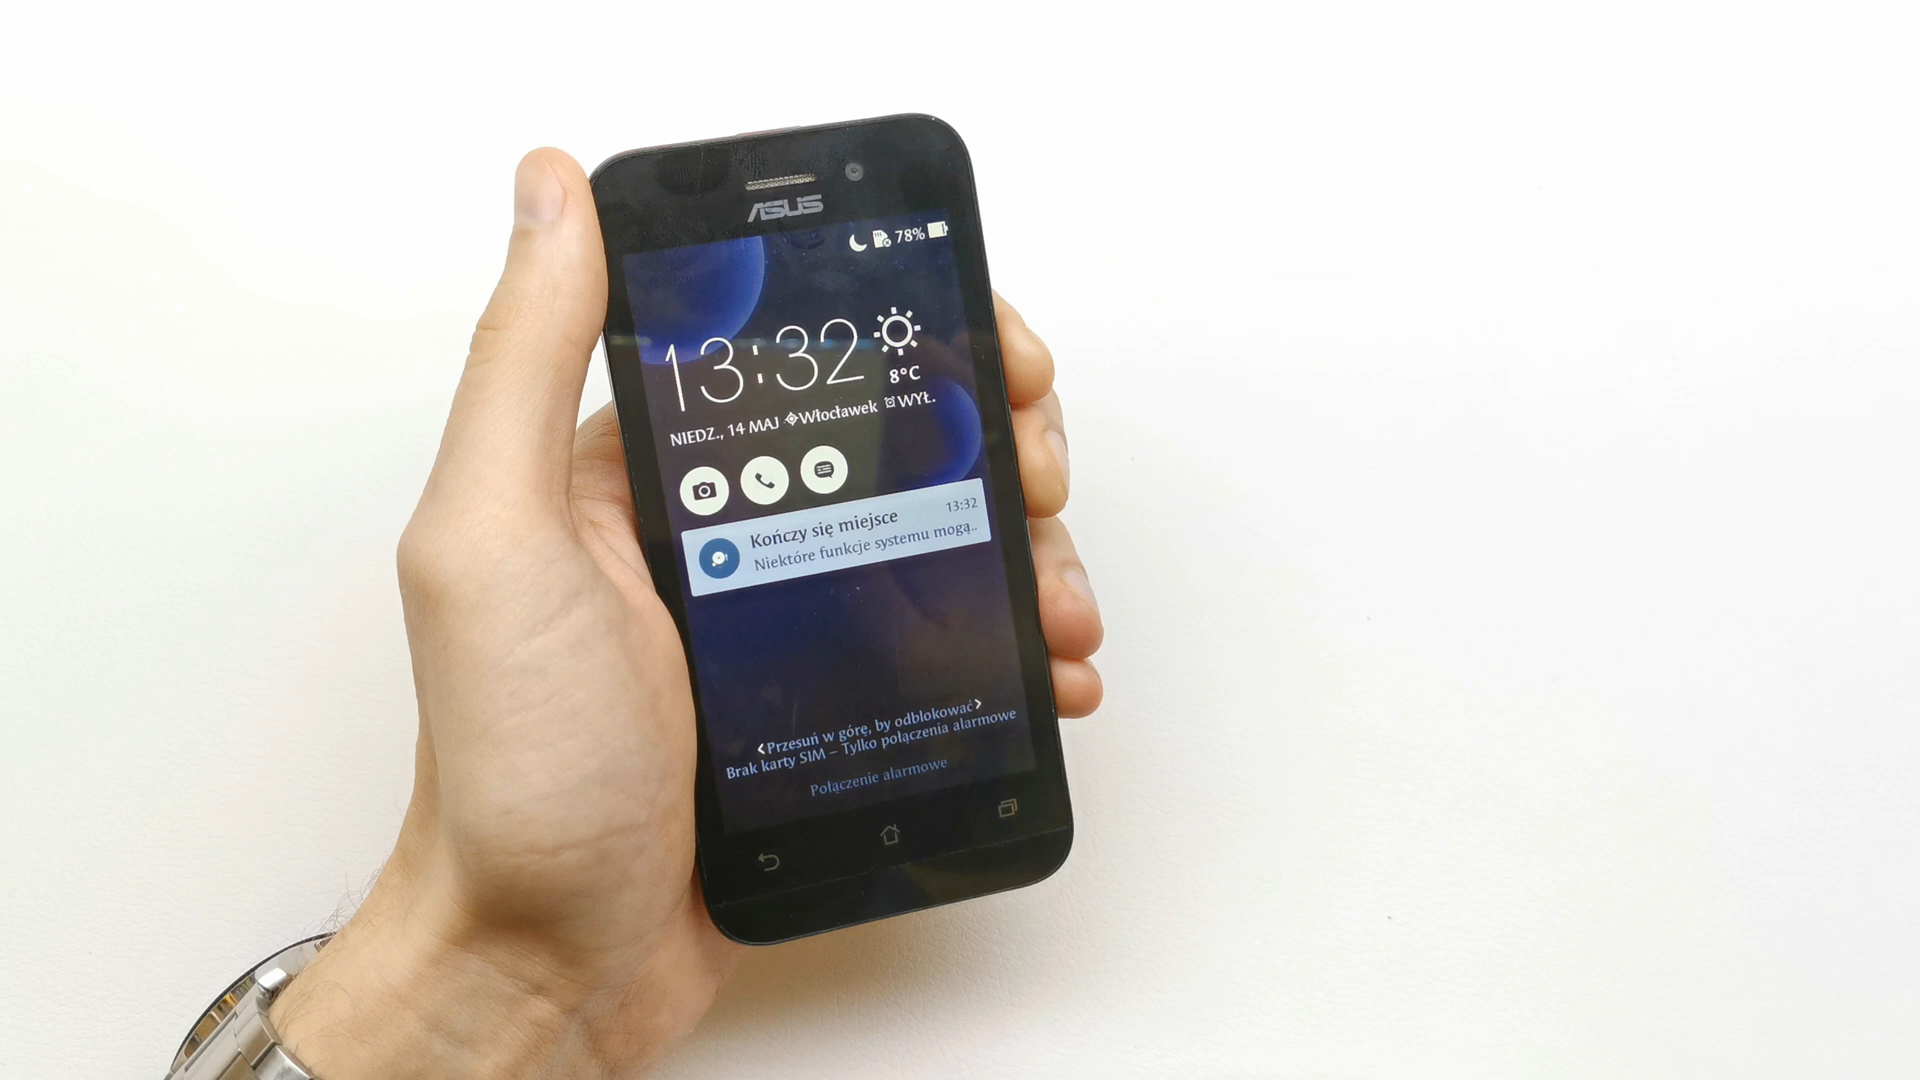 ASUS
78%
13:32
8°C
NIEDZ., 14 MAJ Włocławek WYŁ.
Kończy się miejsce 13:32
Niektóre funkcje systemu mogą..
<Przesuń w górę, by odblokować>
Brak karty SIM – Tylko połączenia alarmowe
Połączenie alarmowe